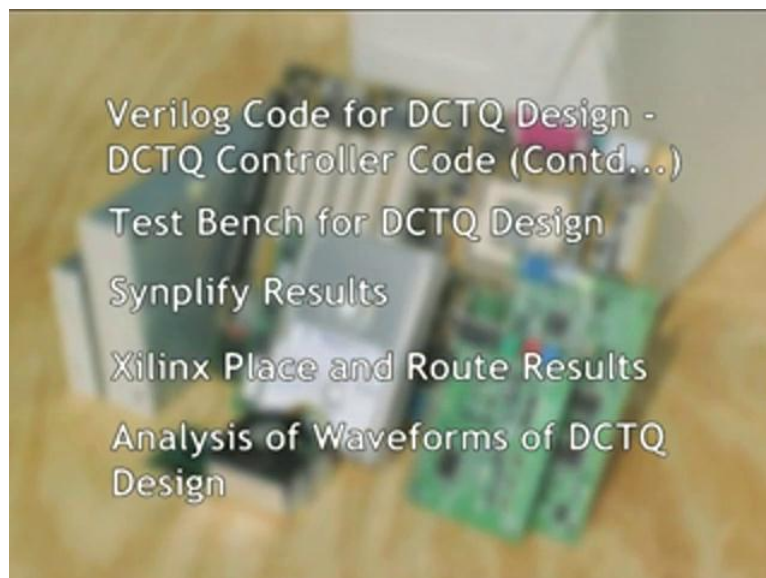 Verilog Code for DCTQ Design -
DCTQ Controller Code (Contd...)
Test Bench for DCTQ Design
Synplify Results
Xilinx Place and Route Results
Analysis of Waveforms of DCTQ
Design